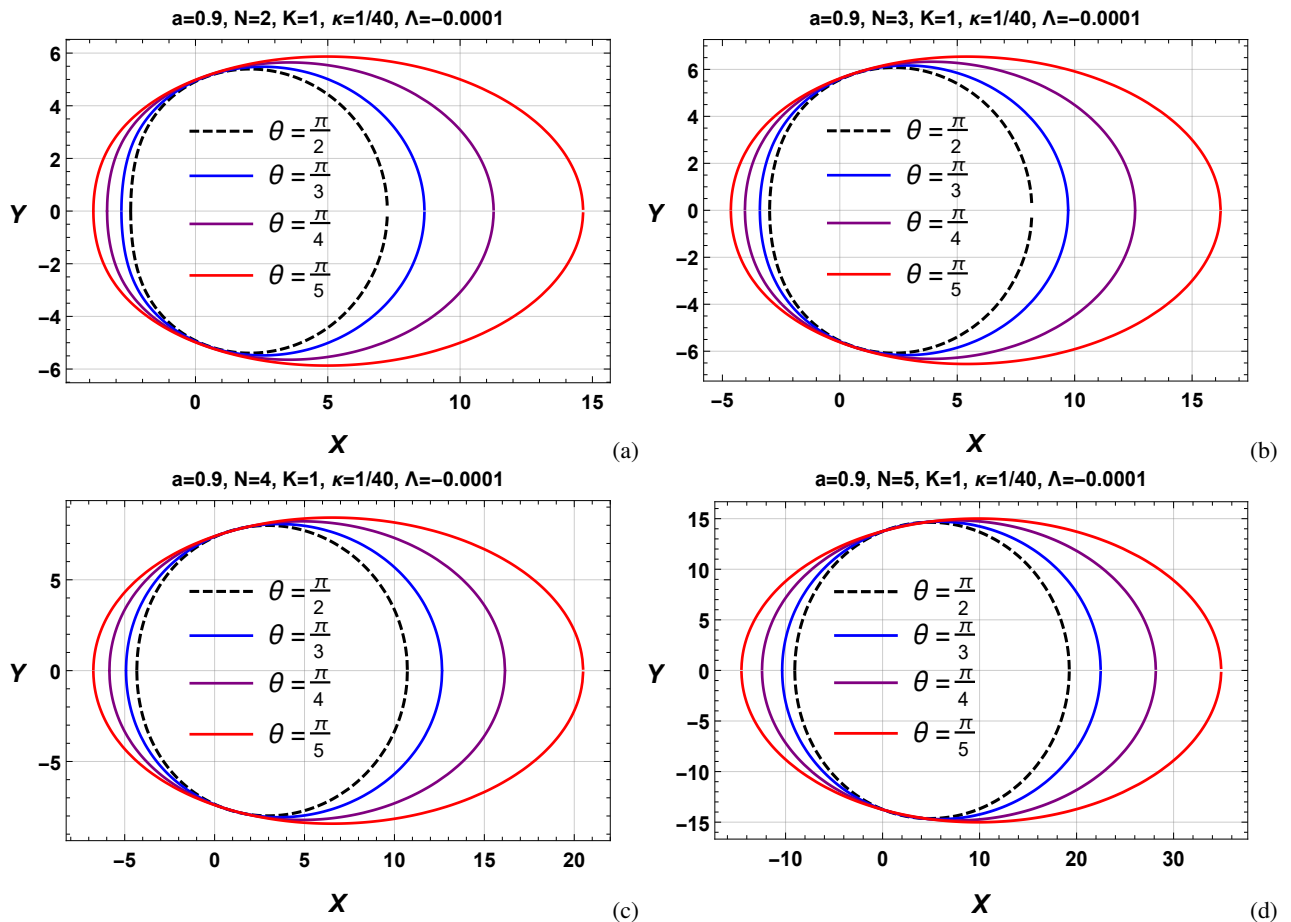 a=0.9, N=2, K=1, κ=1/40, Λ=−0.0001
6
4
2
0
−2
−4
−6
Y
θ = π/2
θ = π/3
θ = π/4
θ = π/5
0 5 10 15
X
(a)
a=0.9, N=3, K=1, κ=1/40, Λ=−0.0001
6
4
2
0
−2
−4
−6
Y
θ = π/2
θ = π/3
θ = π/4
θ = π/5
−5 0 5 10 15
X
(b)
a=0.9, N=4, K=1, κ=1/40, Λ=−0.0001
5
0
−5
Y
θ = π/2
θ = π/3
θ = π/4
θ = π/5
−5 0 5 10 15 20
X
(c)
a=0.9, N=5, K=1, κ=1/40, Λ=−0.0001
15
10
5
0
−5
−10
−15
Y
θ = π/2
θ = π/3
θ = π/4
θ = π/5
−10 0 10 20 30
X
(d)